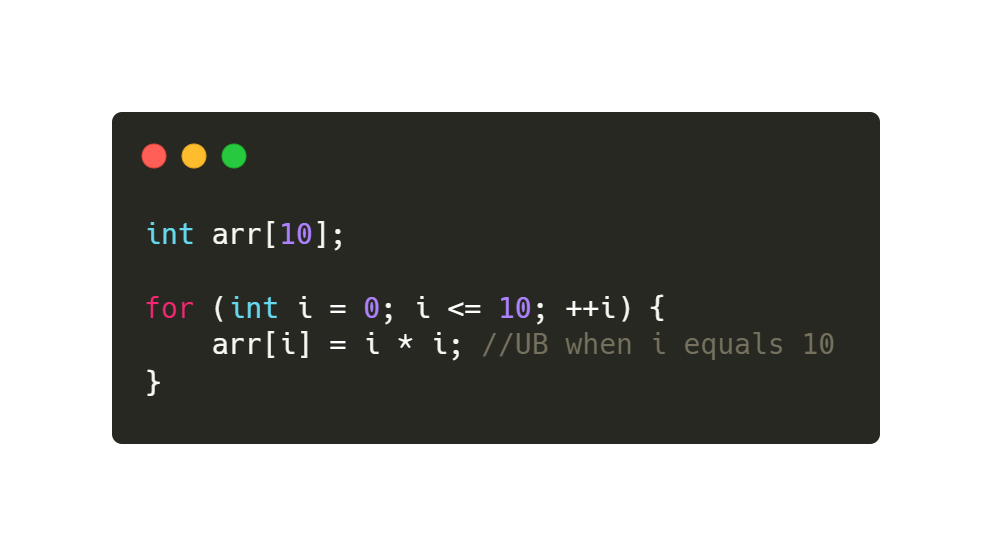 int arr[10];
for (int i = 0; i <= 10; ++i) {
    arr[i] = i * i; //UB when i equals 10
}